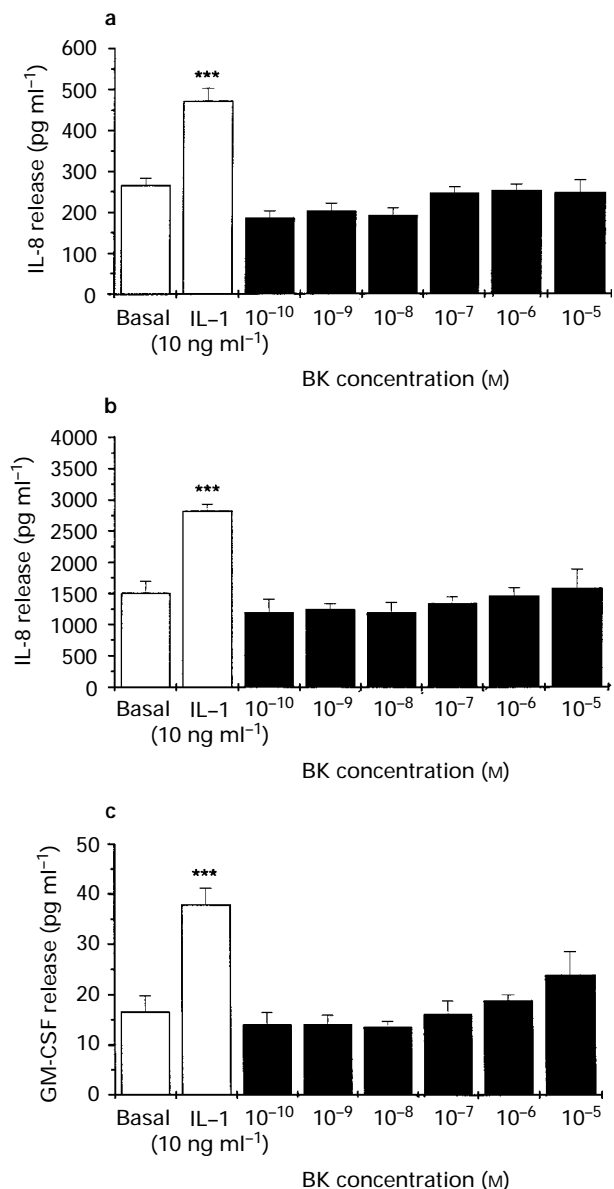 a
600
500
400
300
200
100
0
IL-8 release (pg ml⁻¹)
***
Basal IL–1 10⁻¹⁰ 10⁻⁹ 10⁻⁸ 10⁻⁷ 10⁻⁶ 10⁻⁵
(10 ng ml⁻¹)
BK concentration (M)
b
4000
3500
3000
2500
2000
1500
1000
500
0
IL-8 release (pg ml⁻¹)
***
Basal IL–1 10⁻¹⁰ 10⁻⁹ 10⁻⁸ 10⁻⁷ 10⁻⁶ 10⁻⁵
(10 ng ml⁻¹)
BK concentration (M)
c
50
40
30
20
10
0
GM-CSF release (pg ml⁻¹)
***
Basal IL–1 10⁻¹⁰ 10⁻⁹ 10⁻⁸ 10⁻⁷ 10⁻⁶ 10⁻⁵
(10 ng ml⁻¹)
BK concentration (M)